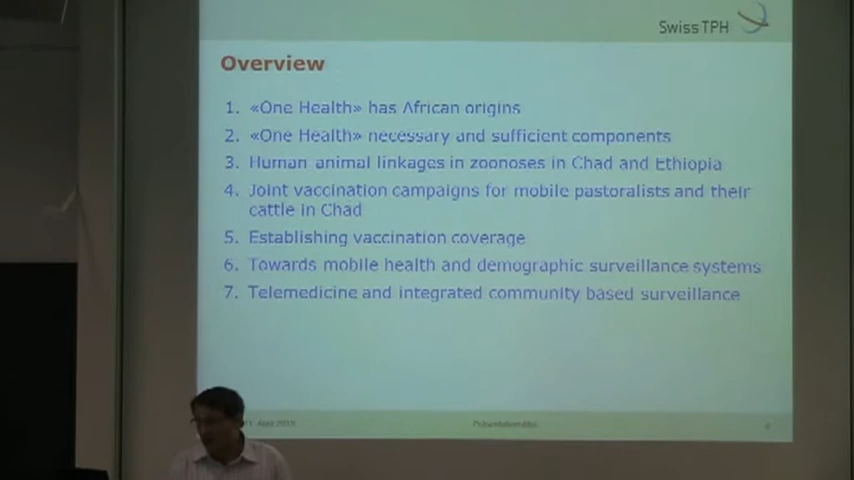 Swiss TPH
Overview
1. «One Health» has African origins
2. «One Health» necessary and sufficient components
3. Human animal linkages in zoonoses in Chad and Ethiopia
4. Joint vaccination campaigns for mobile pastoralists and their
cattle in Chad
5. Establishing vaccination coverage
6. Towards mobile health and demographic surveillance systems
7. Telemedicine and integrated community based surveillance